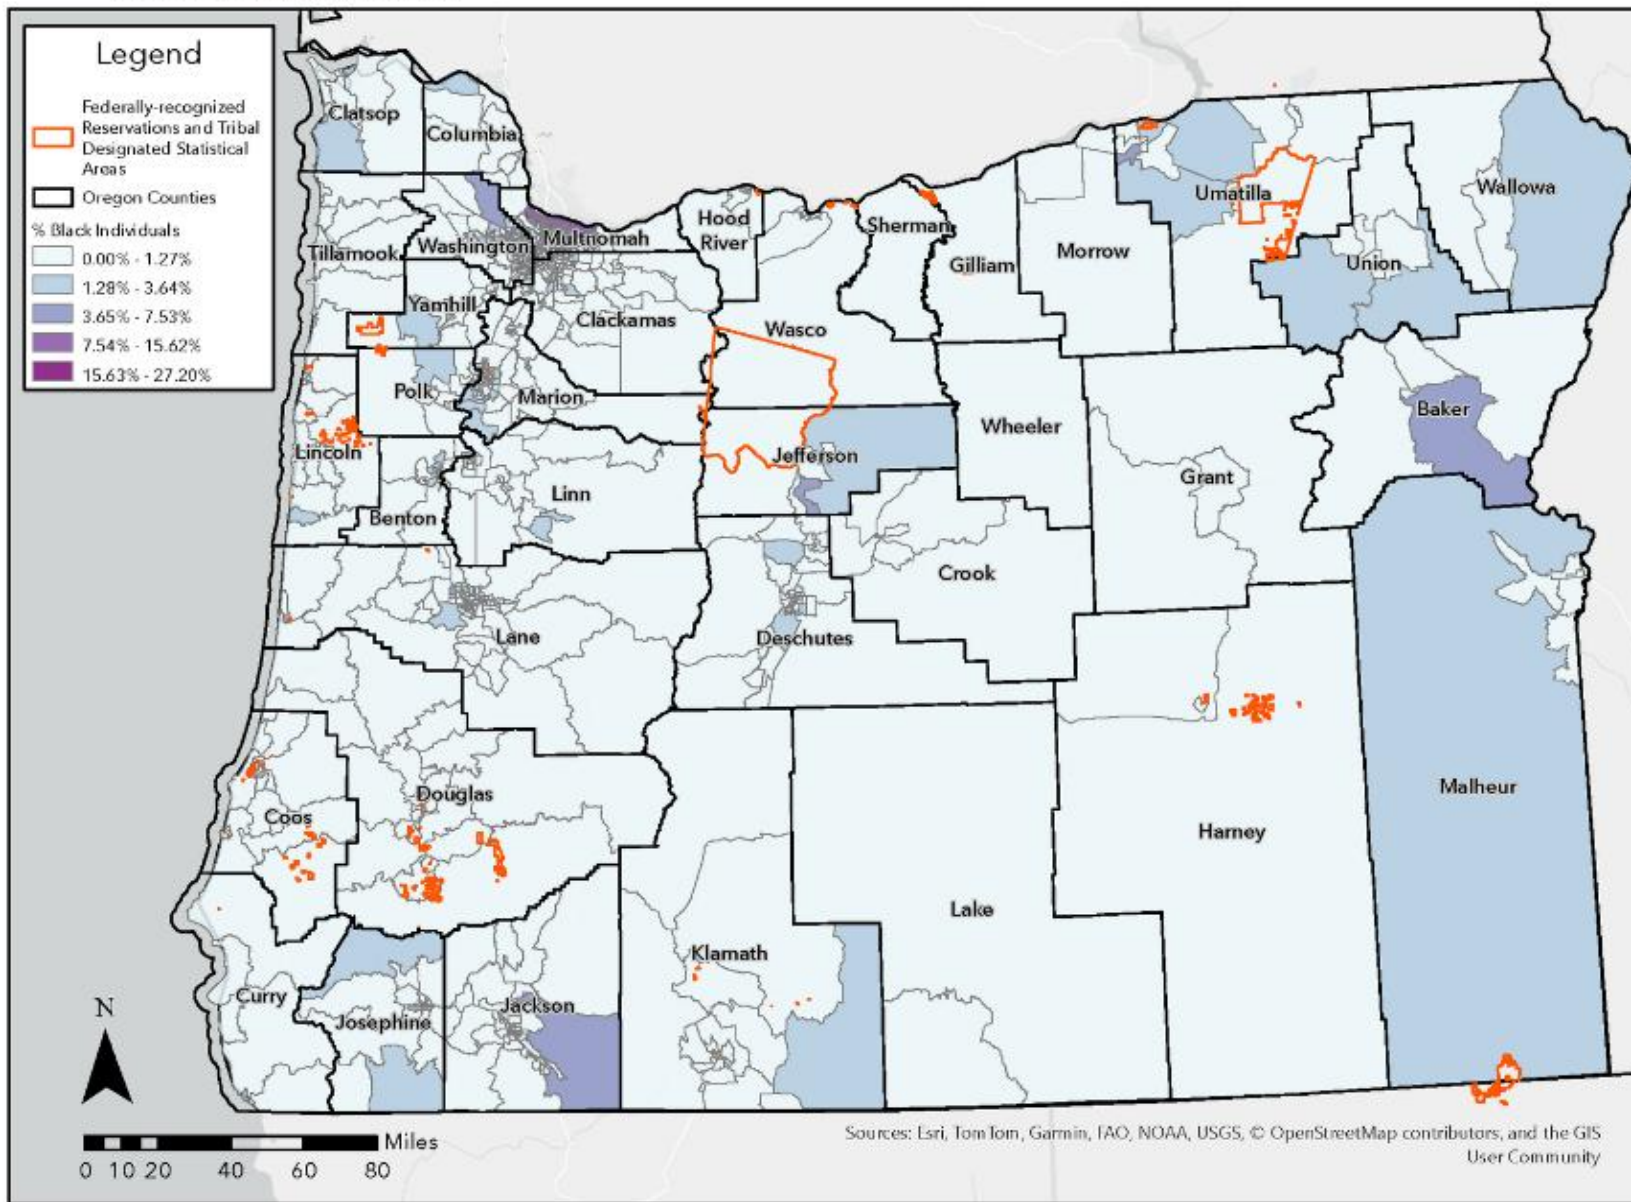 Legend
Federally-recognized
Reservations and Tribal
Designated Statistical
Areas
Oregon Counties
% Black Individuals
0.00% - 1.27%
1.28% - 3.64%
3.65% - 7.53%
7.54% - 15.62%
15.63% - 27.20%
Clatsop
Columbia
Tillamook
Washington
Multnomah
Hood
River
Sherman
Gilliam
Morrow
Umatilla
Union
Wallowa
Yamhill
Clackamas
Wasco
Polk
Marion
Lincoln
Jefferson
Wheeler
Baker
Grant
Benton
Linn
Crook
Lane
Deschutes
Malheur
Coos
Douglas
Harney
Lake
Klamath
Curry
Josephine
Jackson
N
Miles
0 10 20 40 60 80
Sources: Esri, TomTom, Garmin, FAO, NOAA, USGS, © OpenStreetMap contributors, and the GIS
User Community